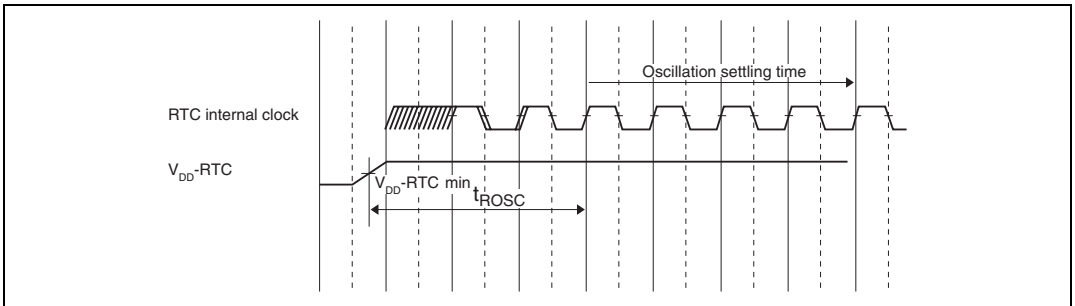 Oscillation settling time
RTC internal clock
VDD-RTC
VDD-RTC min
tROSC